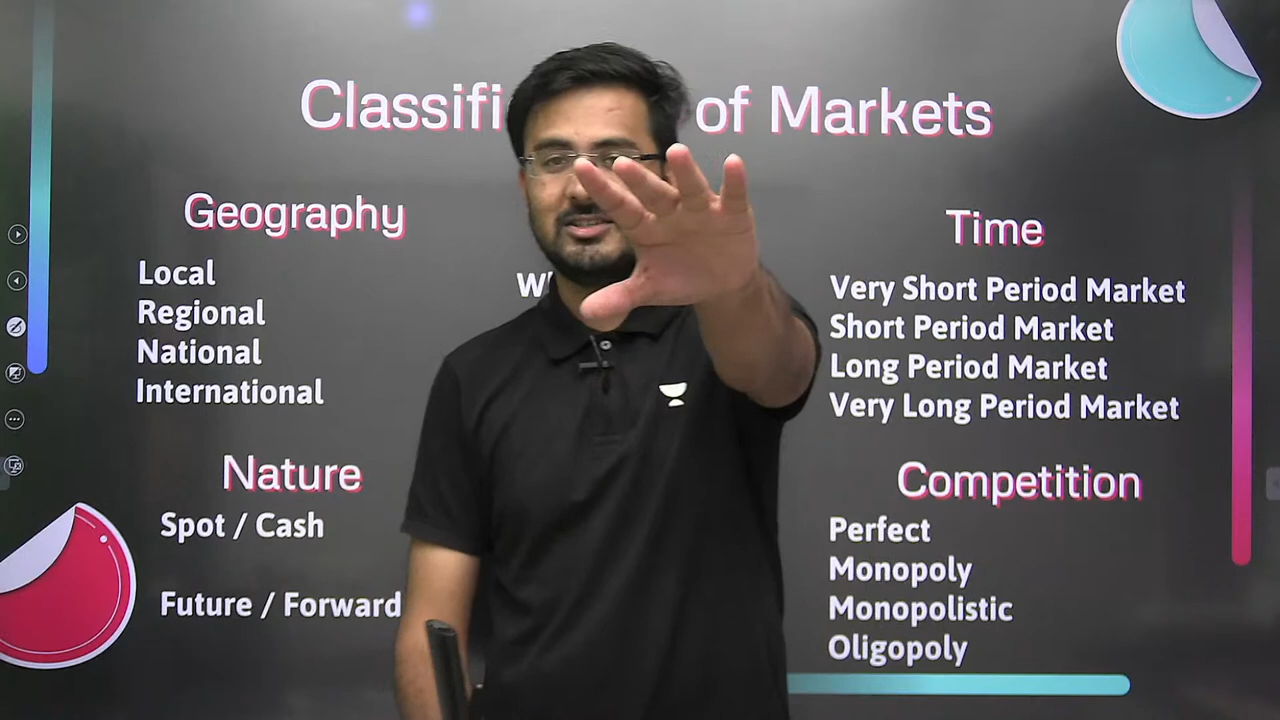 of Markets
Geography
Local
Regional
National
International
Nature
Spot / Cash
Future / Forward
Time
Very Short Period Market
Short Period Market
Long Period Market
Very Long Period Market
Competition
Perfect
Monopoly
Monopolistic
Oligopoly